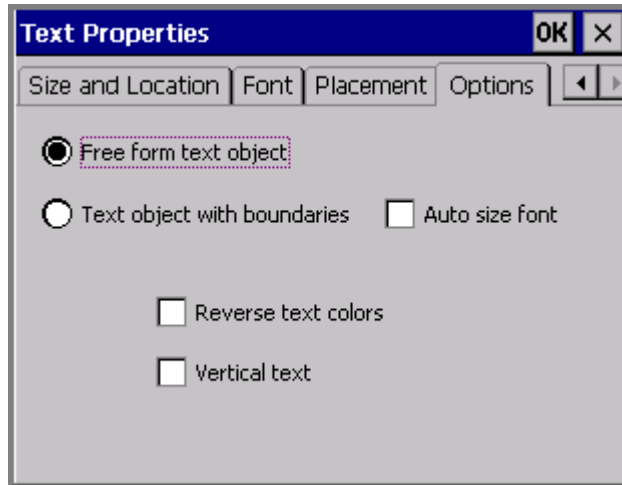 Text Properties OK ×
Size and Location Font Placement Options
Free form text object
Text object with boundaries Auto size font
Reverse text colors
Vertical text